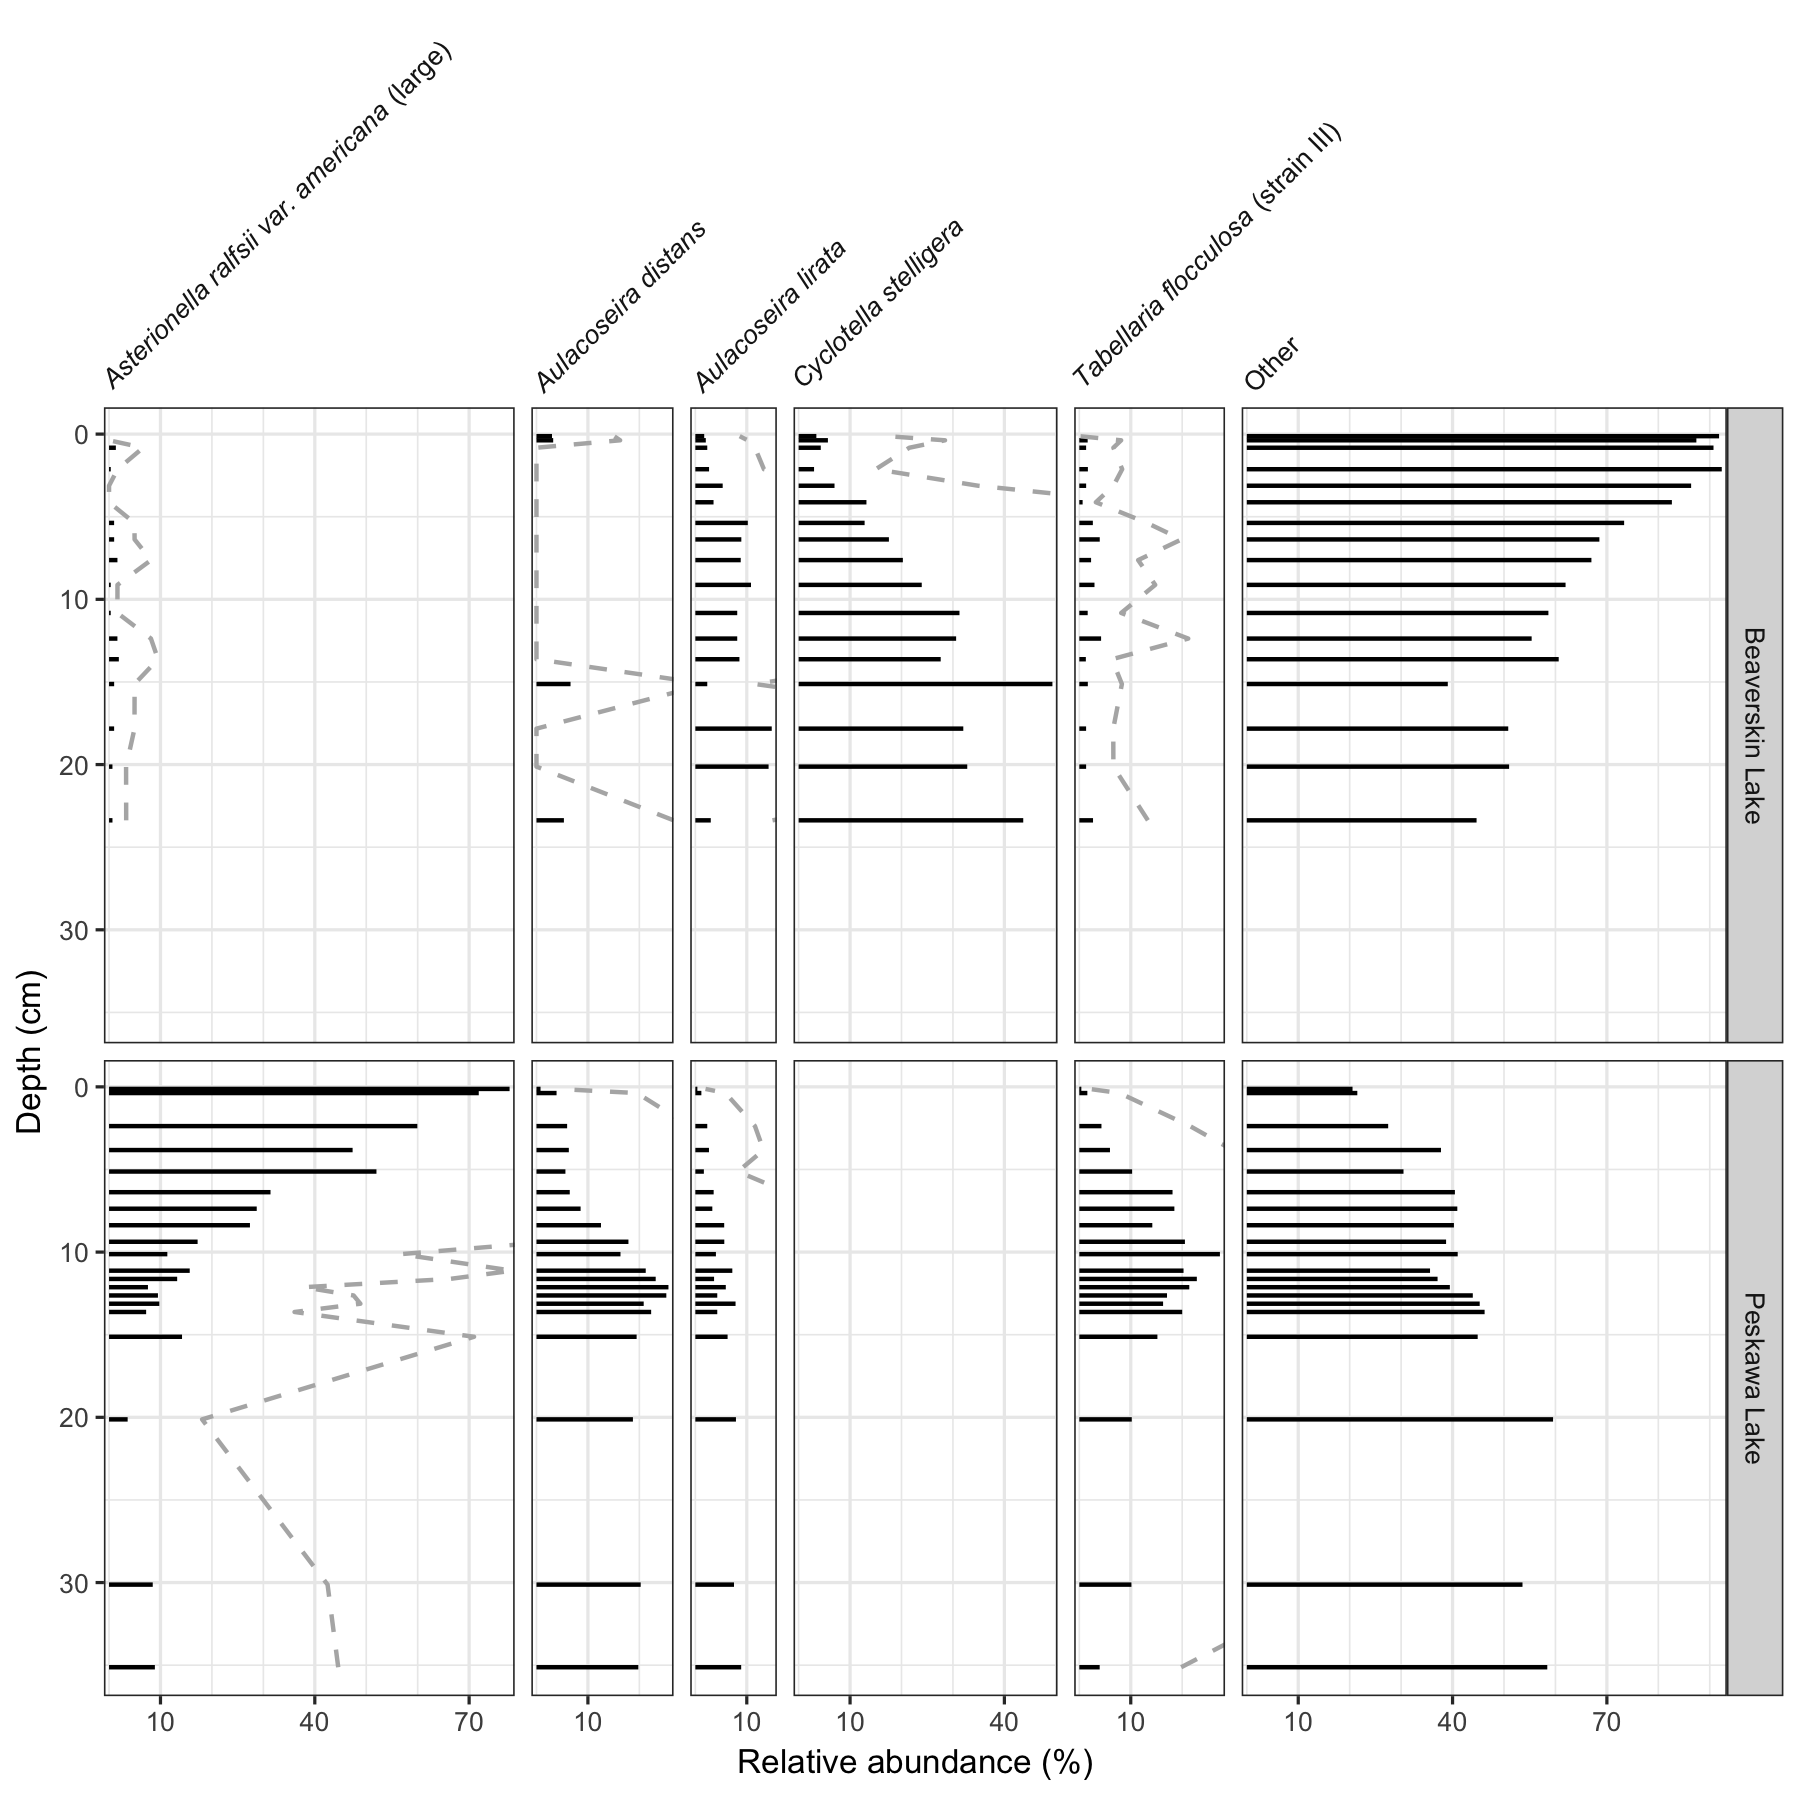 Asterionella ralfsii var. americana (large)
Aulacoseira distans
Aulacoseira lirata
Cyclotella stelligera
Tabellaria flocculosa (strain III)
Other
0
10
20
30
Beaverskin Lake
Depth (cm)
0
10
20
30
Peskawa Lake
10 40 70 10 10 10 40 10 10 40 70
Relative abundance (%)